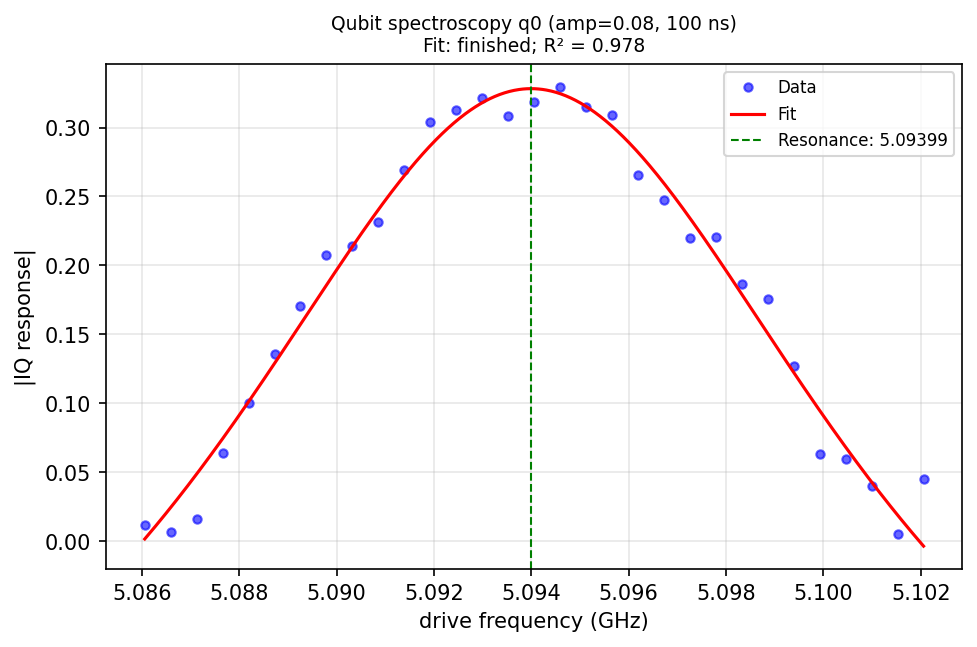 Qubit spectroscopy q0 (amp=0.08, 100 ns)
Fit: finished; R² = 0.978
Data
Fit
Resonance: 5.09399
|IQ response|
0.30
0.25
0.20
0.15
0.10
0.05
0.00
5.086 5.088 5.090 5.092 5.094 5.096 5.098 5.100 5.102
drive frequency (GHz)